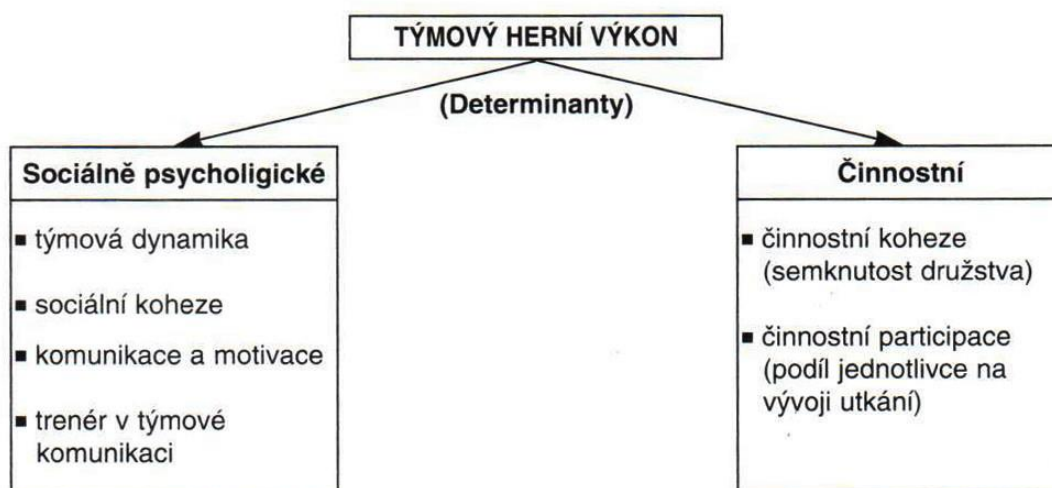 TÝMOVÝ HERNÍ VÝKON
(Determinanty)
Sociálně psycholigické
■ týmová dynamika
■ sociální koheze
■ komunikace a motivace
■ trenér v týmové
komunikaci
Činnostní
■ činnostní koheze
(semknutost družstva)
■ činnostní participace
(podíl jednotlivce na
vývoji utkání)